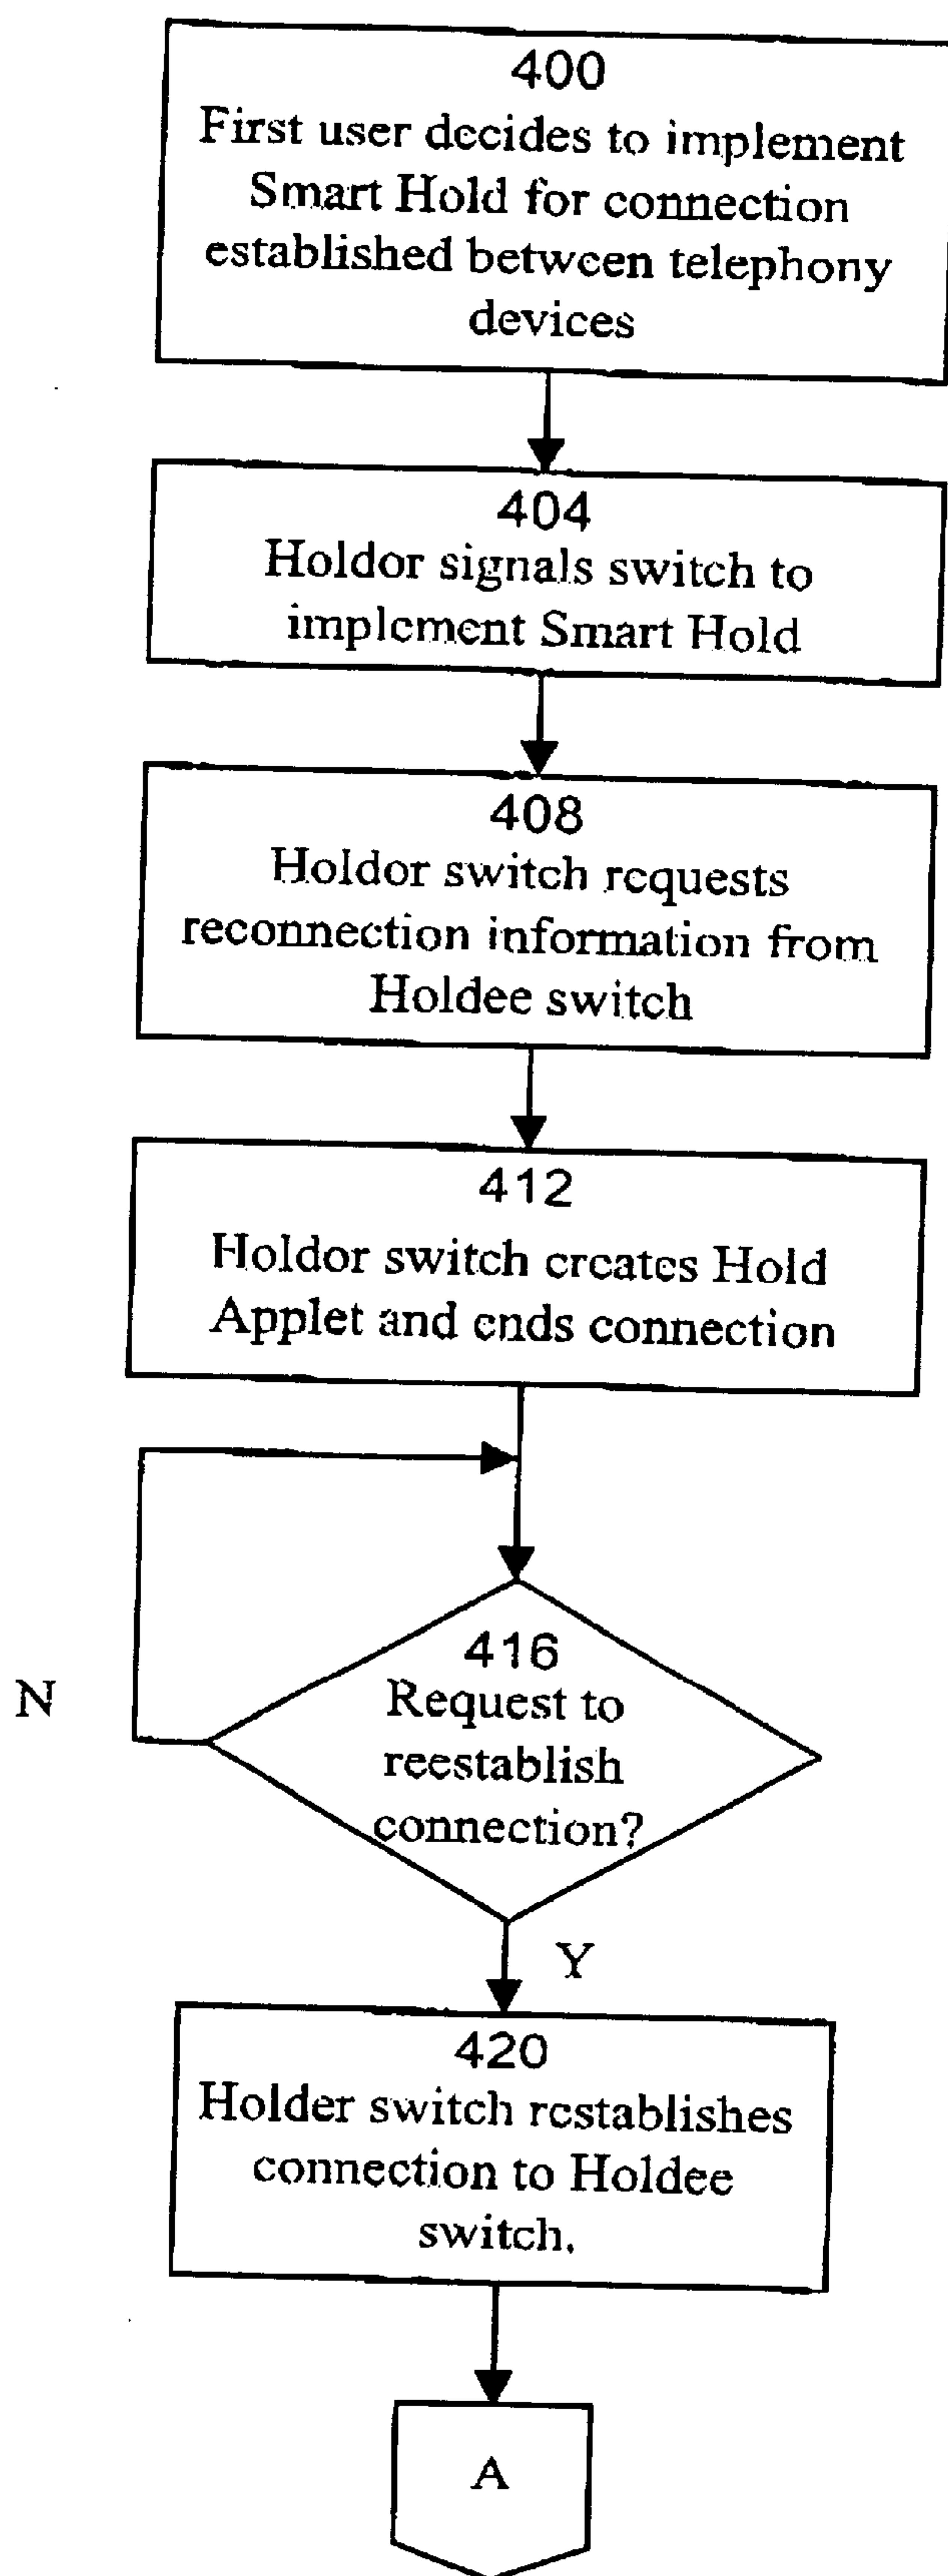 400
First user decides to implement
Smart Hold for connection
established between telephony
devices
404
Holdor signals switch to
implement Smart Hold
408
Holdor switch requests
reconnection information from
Holdee switch
412
Holdor switch creates Hold
Applet and ends connection
416
Request to
reestablish
connection?
N
Y
420
Holder switch restablishes
connection to Holdee
switch.
A